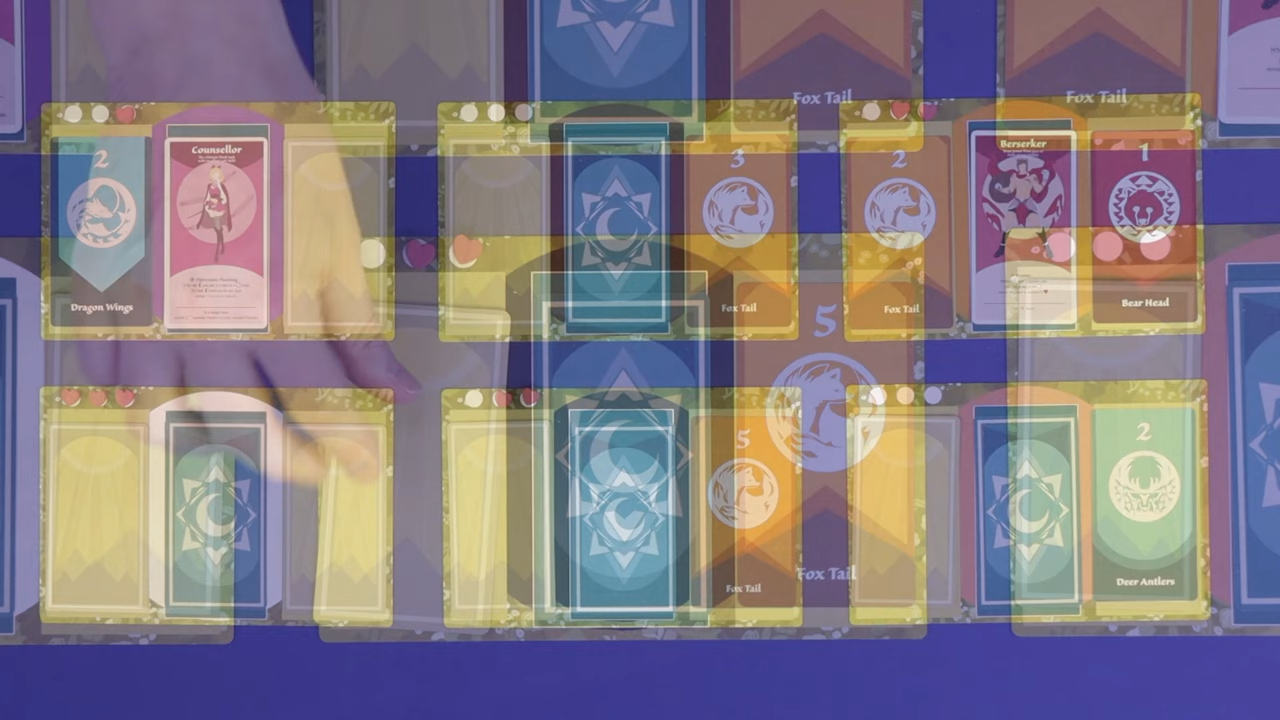 Fox Tail
Fox Tail
2
Counsellor
3
2
Berserker
1
Dragon Wings
Fox Tail
Fox Tail
Bear Head
5
5
2
Fox Tail
Fox Tail
Deer Antlers